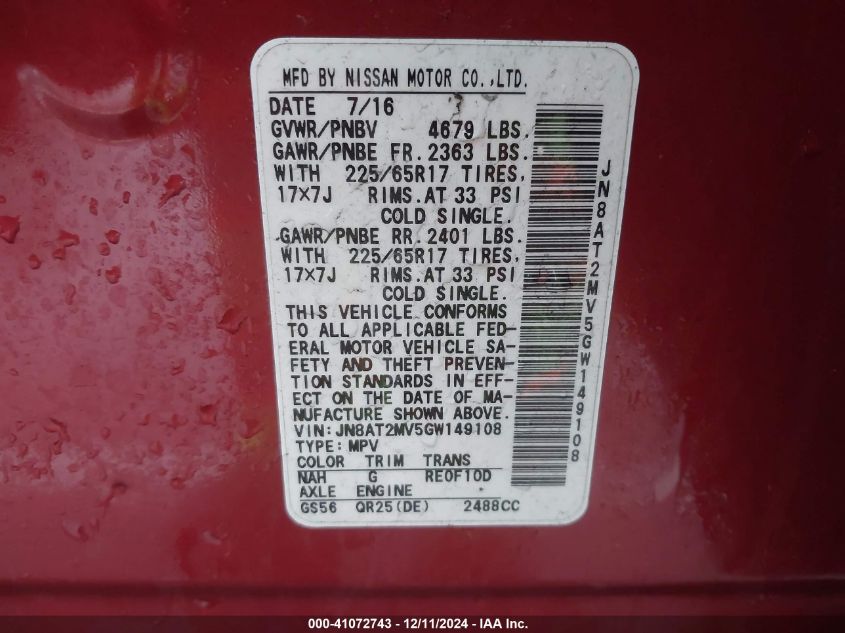 MFD BY NISSAN MOTOR CO.,LTD.
DATE 7/16
GVWR/PNBV 4679 LBS.
GAWR/PNBE FR. 2363 LBS.
WITH 225/65R17 TIRES,
17×7J RIMS.AT 33 PSI
COLD SINGLE.
GAWR/PNBE RR. 2401 LBS.
WITH 225/65R17 TIRES,
17×7J RIMS.AT 33 PSI
COLD SINGLE.
THIS VEHICLE CONFORMS
TO ALL APPLICABLE FED-
ERAL MOTOR VEHICLE SA-
FETY AND THEFT PREVEN-
TION STANDARDS IN EFF-
ECT ON THE DATE OF MA-
NUFACTURE SHOWN ABOVE.
VIN:JN8AT2MV5GW149108
TYPE:MPV
COLOR TRIM TRANS
NAH G RE0F10D
AXLE ENGINE
GS56 QR25(DE) 2488CC
JN8AT2MV5GW149108
000-41072743 - 12/11/2024 - IAA Inc.